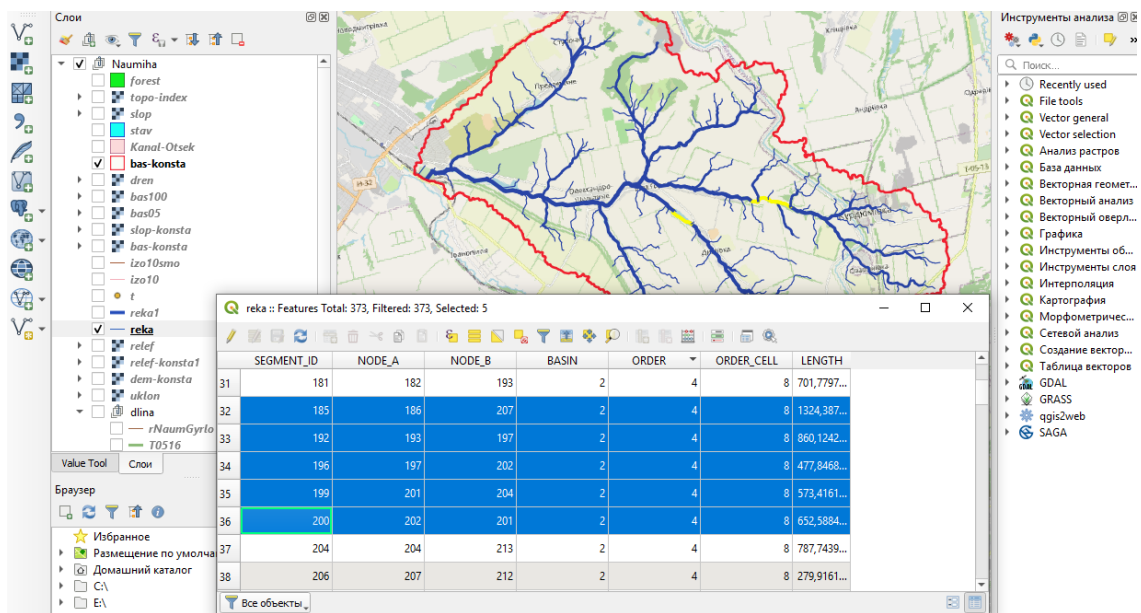 Слои
Naumiha
forest
topo-index
slop
stav
Kanal-Otsek
bas-konsta
dren
bas100
bas05
slop-konsta
bas-konsta
izo10smo
izo10
t
reka1
reka
relef
relef-konsta1
dem-konsta
uklon
dlina
rNaumGyrlo
T0516
Value Tool
Слои
Браузер
Избранное
Размещение по умолча
Домашний каталог
C:\
E:\
И-32
Т-05-13
Инструменты анализа
Поиск...
Recently used
File tools
Vector general
Vector selection
Анализ растров
База данных
Векторная геомет...
Векторный анализ
Векторный оверл...
Графика
Инструменты об...
Инструменты слоя
Интерполяция
Картография
Морфометричес...
Сетевой анализ
Создание вектор...
Таблица векторов
GDAL
GRASS
qgis2web
SAGA
reka :: Features Total: 373, Filtered: 373, Selected: 5
SEGMENT_ID NODE_A NODE_B BASIN ORDER ORDER_CELL LENGTH
31 181 182 193 2 4 8 701,7797...
32 185 186 207 2 4 8 1324,387...
33 192 193 197 2 4 8 860,1242...
34 196 197 202 2 4 8 477,8468...
35 199 201 204 2 4 8 573,4161...
36 200 202 201 2 4 8 652,5884...
37 204 204 213 2 4 8 787,7439...
38 206 207 212 2 4 8 279,9161...
Все объекты